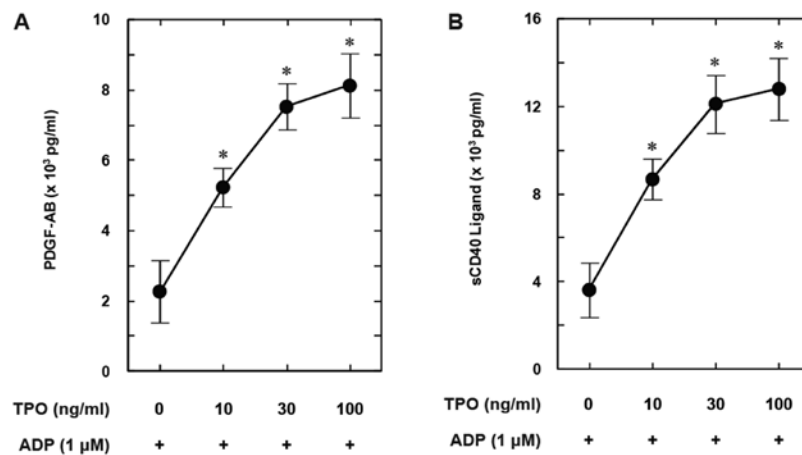 A
PDGF-AB (x 10³ pg/ml)
10
8
6
4
2
0
*
*
*
TPO (ng/ml) 0 10 30 100
ADP (1 µM) + + + +
B
sCD40 Ligand (x 10³ pg/ml)
16
12
8
4
0
*
*
*
TPO (ng/ml) 0 10 30 100
ADP (1 µM) + + + +